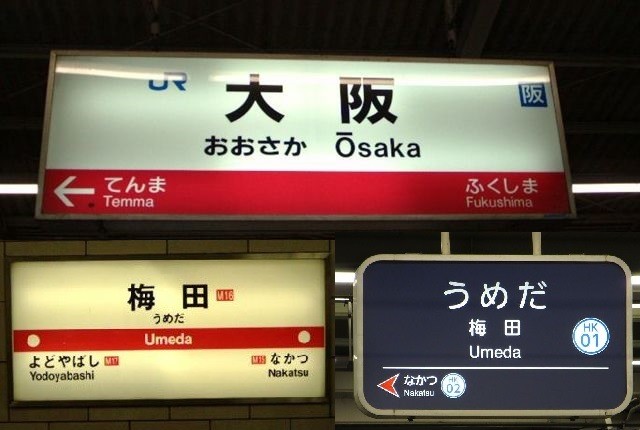 JR 大阪 阪
おおさか Ōsaka
てんま ふくしま
Temma Fukushima
梅田 M16
うめだ
Umeda
よどやばし M17 M15 なかつ
Yodoyabashi Nakatsu
うめだ
梅田
Umeda
HK
01
なかつ HK
Nakatsu 02